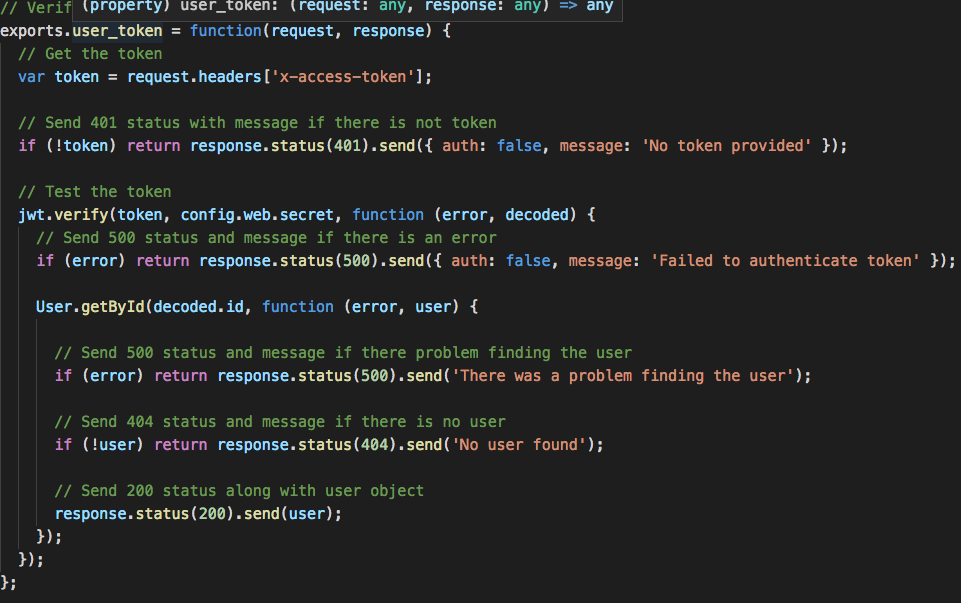 // Verif (property) user_token: (request: any, response: any) => any
exports.user_token = function(request, response) {
// Get the token
var token = request.headers['x-access-token'];
// Send 401 status with message if there is not token
if (!token) return response.status(401).send({ auth: false, message: 'No token provided' });
// Test the token
jwt.verify(token, config.web.secret, function (error, decoded) {
// Send 500 status and message if there is an error
if (error) return response.status(500).send({ auth: false, message: 'Failed to authenticate token' });
User.getById(decoded.id, function (error, user) {
// Send 500 status and message if there problem finding the user
if (error) return response.status(500).send('There was a problem finding the user');
// Send 404 status and message if there is no user
if (!user) return response.status(404).send('No user found');
// Send 200 status along with user object
response.status(200).send(user);
});
});
};